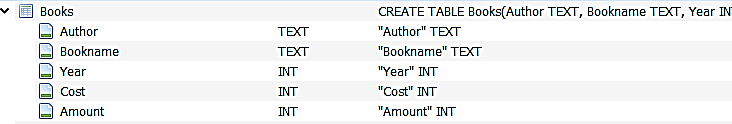 Books CREATE TABLE Books(Author TEXT, Bookname TEXT, Year INT
Author TEXT "Author" TEXT
Bookname TEXT "Bookname" TEXT
Year INT "Year" INT
Cost INT "Cost" INT
Amount INT "Amount" INT